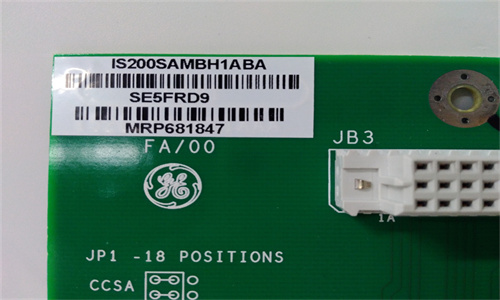 IS200SAMBH1ABA
SE5FRD9
MRP681847
FA/00
JB3
GE
1A
JP1 -18 POSITIONS
CCSA